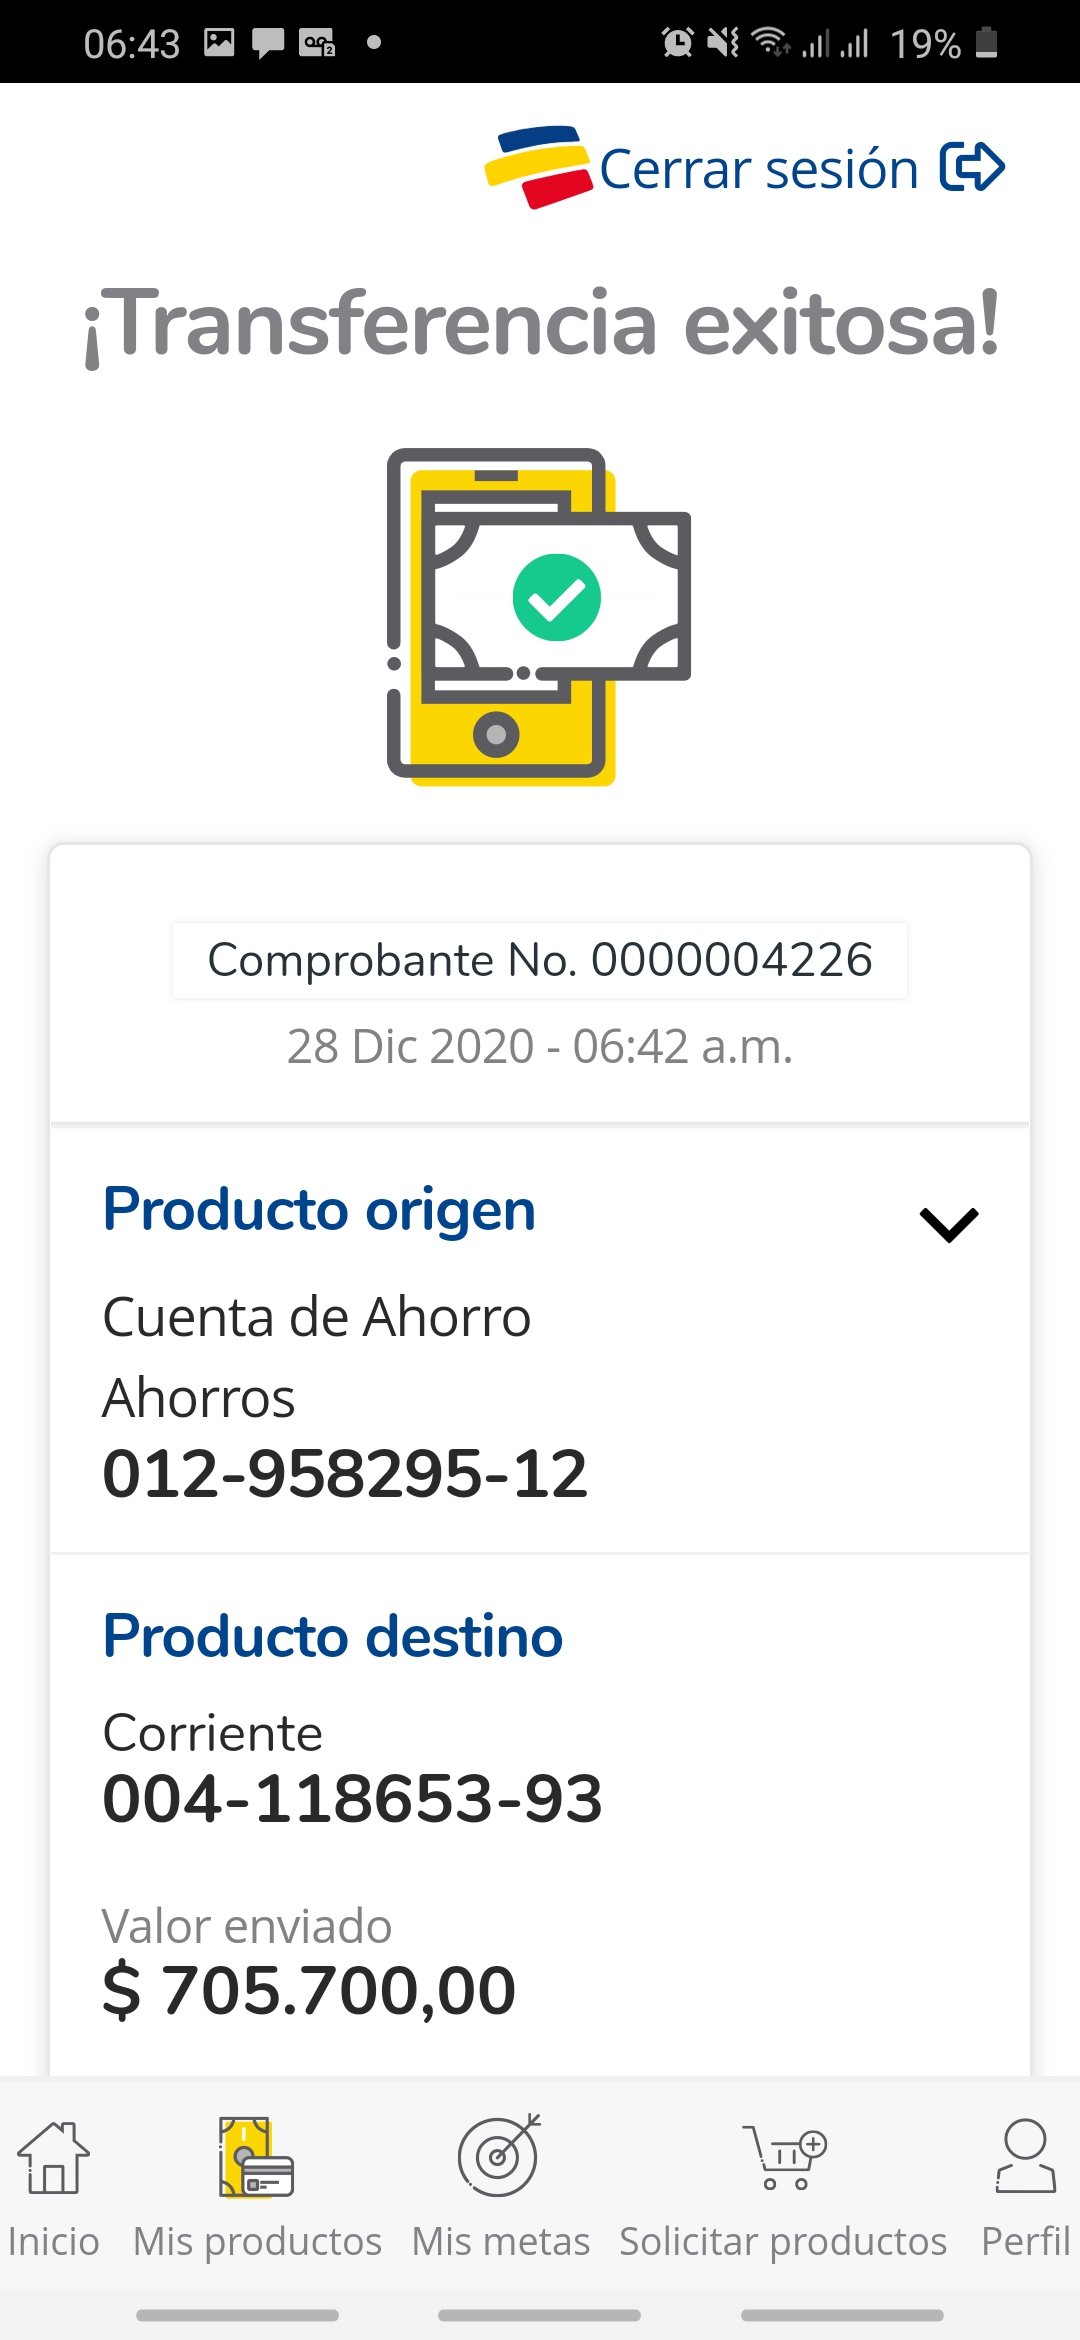 06:43 19%
Cerrar sesión
¡Transferencia exitosa!
Comprobante No. 0000004226
28 Dic 2020 - 06:42 a.m.
Producto origen
Cuenta de Ahorro
Ahorros
012-958295-12
Producto destino
Corriente
004-118653-93
Valor enviado
$ 705.700,00
Inicio Mis productos Mis metas Solicitar productos Perfil